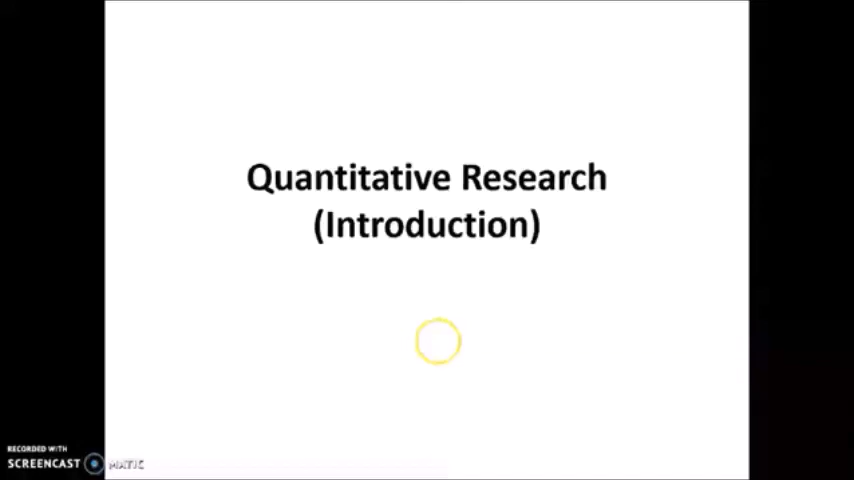 Quantitative Research
(Introduction)
RECORDED WITH
SCREENCAST MATIC